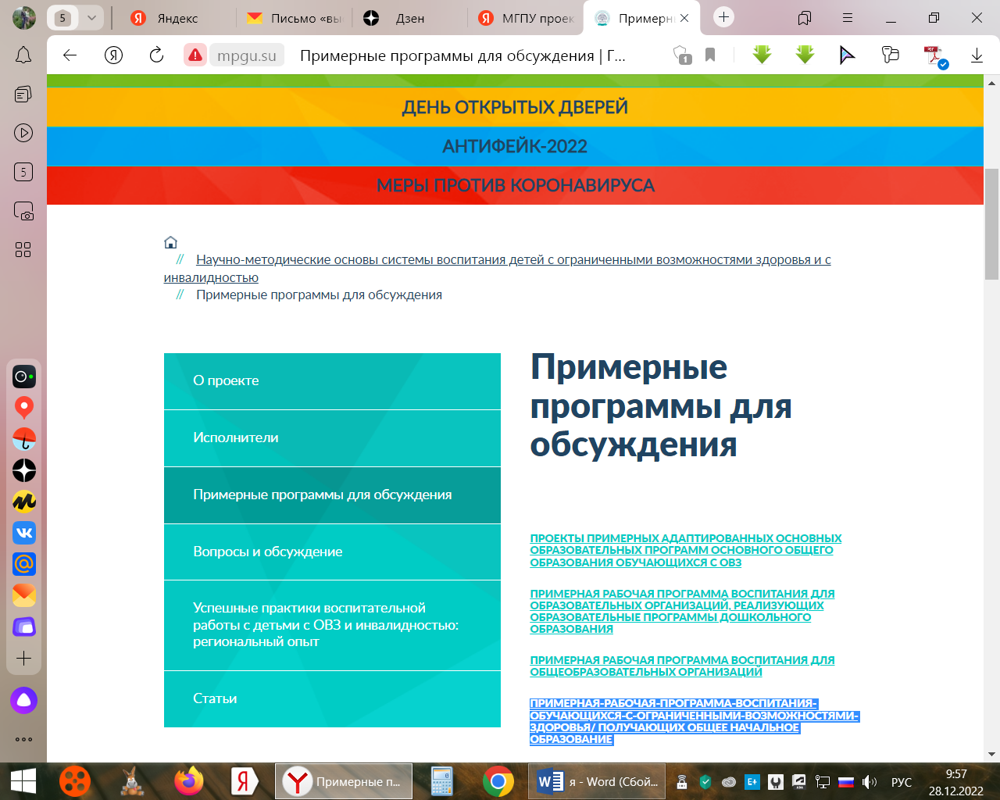 5
Яндекс
Письмо «вы
Дзен
МГПУ проек
Примерн
mpgu.su
Примерные программы для обсуждения | Г...
1
ДЕНЬ ОТКРЫТЫХ ДВЕРЕЙ
АНТИФЕЙК-2022
МЕРЫ ПРОТИВ КОРОНАВИРУСА
5
// Научно-методические основы системы воспитания детей с ограниченными возможностями здоровья и с
инвалидностью
// Примерные программы для обсуждения
О проекте
Исполнители
Примерные программы для обсуждения
Вопросы и обсуждение
Успешные практики воспитательной
работы с детьми с ОВЗ и инвалидностью:
региональный опыт
Статьи
Примерные
программы для
обсуждения
ПРОЕКТЫ ПРИМЕРНЫХ АДАПТИРОВАННЫХ ОСНОВНЫХ
ОБРАЗОВАТЕЛЬНЫХ ПРОГРАММ ОСНОВНОГО ОБЩЕГО
ОБРАЗОВАНИЯ ОБУЧАЮЩИХСЯ С ОВЗ
ПРИМЕРНАЯ РАБОЧАЯ ПРОГРАММА ВОСПИТАНИЯ ДЛЯ
ОБРАЗОВАТЕЛЬНЫХ ОРГАНИЗАЦИЙ, РЕАЛИЗУЮЩИХ
ОБРАЗОВАТЕЛЬНЫЕ ПРОГРАММЫ ДОШКОЛЬНОГО
ОБРАЗОВАНИЯ
ПРИМЕРНАЯ РАБОЧАЯ ПРОГРАММА ВОСПИТАНИЯ ДЛЯ
ОБЩЕОБРАЗОВАТЕЛЬНЫХ ОРГАНИЗАЦИЙ
ПРИМЕРНАЯ-РАБОЧАЯ-ПРОГРАММА-ВОСПИТАНИЯ-
ОБУЧАЮЩИХСЯ-С-ОГРАНИЧЕННЫМИ-ВОЗМОЖНОСТЯМИ-
ЗДОРОВЬЯ/ ПОЛУЧАЮЩИХ ОБЩЕЕ НАЧАЛЬНОЕ
ОБРАЗОВАНИЕ
Примерные п...
я - Word (Сбой...
E+
РУС
9:57
28.12.2022